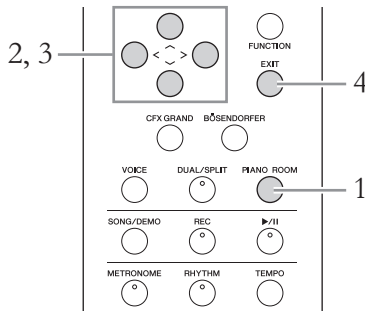 2, 3
FUNCTION
EXIT
4
CFX GRAND BÖSENDORFER
VOICE DUAL/SPLIT PIANO ROOM
1
SONG/DEMO REC ►/II
METRONOME RHYTHM TEMPO